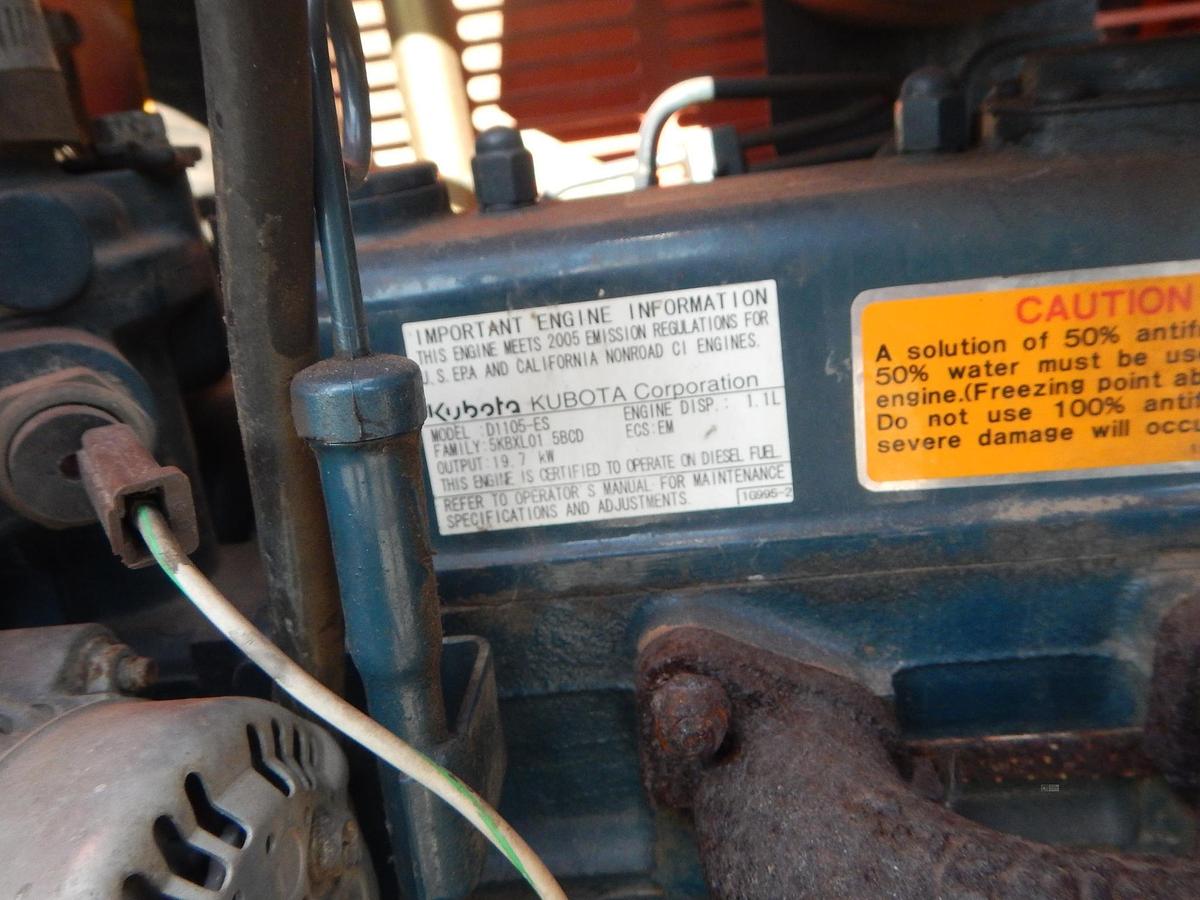 IMPORTANT ENGINE INFORMATION
THIS ENGINE MEETS 2005 EMISSION REGULATIONS FOR
U.S. EPA AND CALIFORNIA NONROAD CI ENGINES.
Kubota KUBOTA Corporation
MODEL :D1105-ES ENGINE DISP.: 1.1L
FAMILY:5KBXL01.5BCD ECS:EM
OUTPUT:19.7 kW
THIS ENGINE IS CERTIFIED TO OPERATE ON DIESEL FUEL.
REFER TO OPERATOR'S MANUAL FOR MAINTENANCE
SPECIFICATIONS AND ADJUSTMENTS. 1G995-2
CAUTION
A solution of 50% antif
50% water must be us
engine.(Freezing point ab
Do not use 100% antif
severe damage will occu